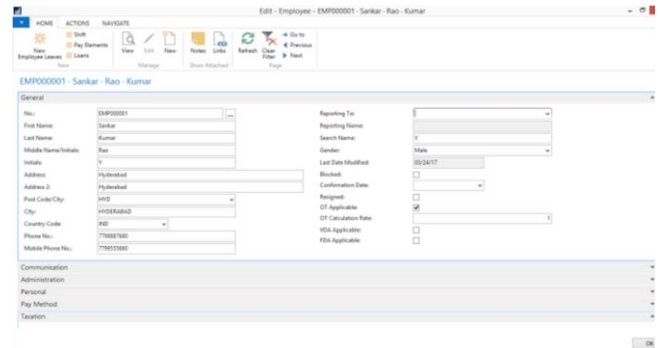 Edit - Employee - EMP000001 - Sankar - Rao - Kumar
HOME ACTIONS NAVIGATE
New Employee Leaves
Shift
Pay Elements
Loans
New
View Edit New
Manage
Notes Links
Show Attached
Refresh Clear Filter
Go to
Previous
Next
Page
EMP000001 - Sankar - Rao - Kumar
General
No.: EMP000001 ...
First Name: Sankar
Last Name: Kumar
Middle Name/Initials: Rao
Initials: Y
Address: Hyderabad
Address 2: Hyderabad
Post Code/City: HYD
City: HYDERABAD
Country Code: IND
Phone No.:
Mobile Phone No.:
Reporting To:
Reporting Name:
Search Name: Y
Gender: Male
Last Date Modified: 03/24/17
Blocked:
Confirmation Date:
Resigned:
OT Applicable:
OT Calculation Rate: 1
VDA Applicable:
FDA Applicable:
Communication
Administration
Personal
Pay Method
Taxation
OK